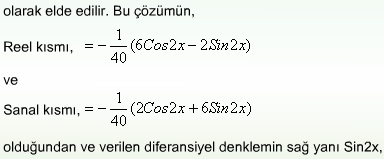 olarak elde edilir. Bu çözümün,
Reel kısmı, = - 1/40 (6Cos2x - 2Sin2x)
ve
Sanal kısmı, = - 1/40 (2Cos2x + 6Sin2x)
olduğundan ve verilen diferansiyel denklemin sağ yanı Sin2x,